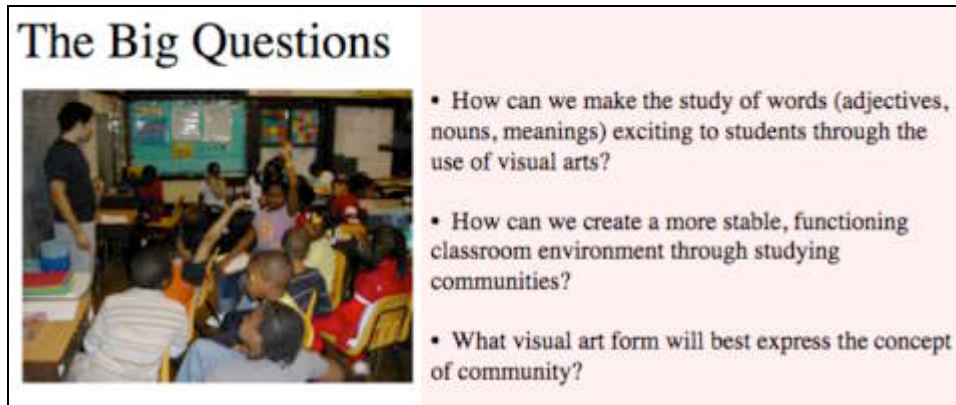 The Big Questions
• How can we make the study of words (adjectives,
nouns, meanings) exciting to students through the
use of visual arts?
• How can we create a more stable, functioning
classroom environment through studying
communities?
• What visual art form will best express the concept
of community?